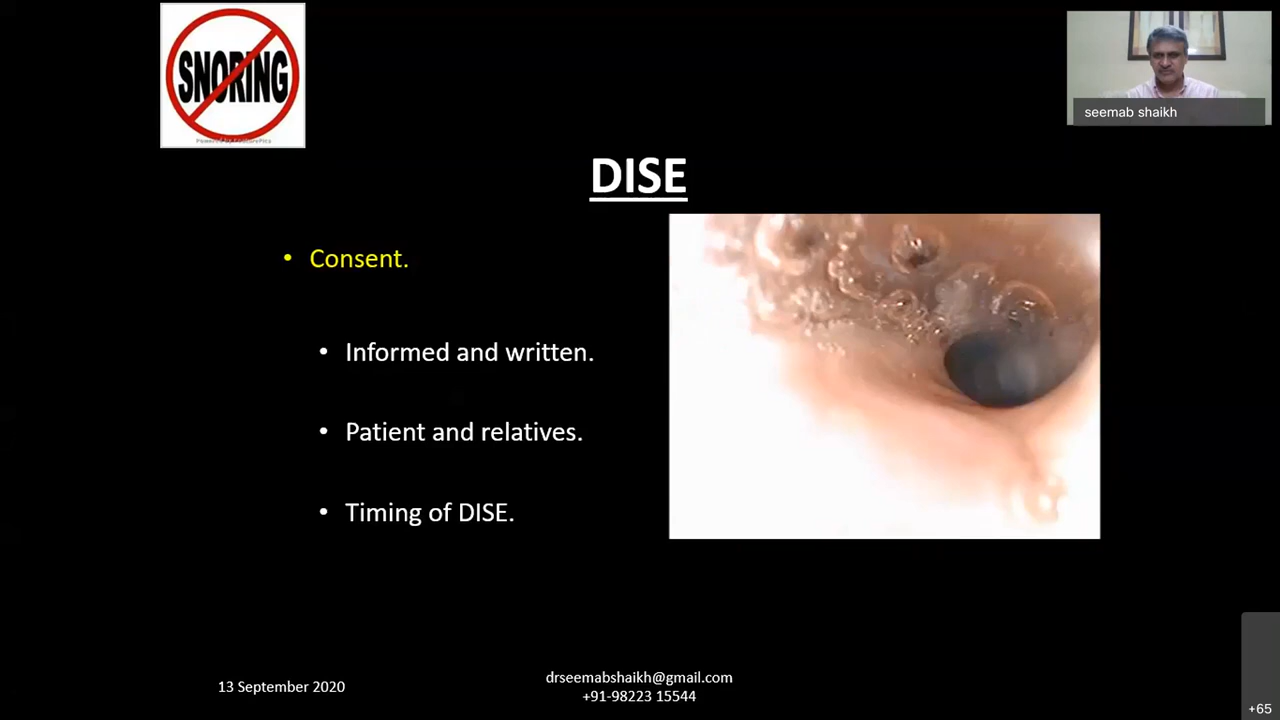 SNORING
seemab shaikh
DISE
• Consent.
• Informed and written.
• Patient and relatives.
• Timing of DISE.
13 September 2020
drseemabshaikh@gmail.com
+91-98223 15544
+65